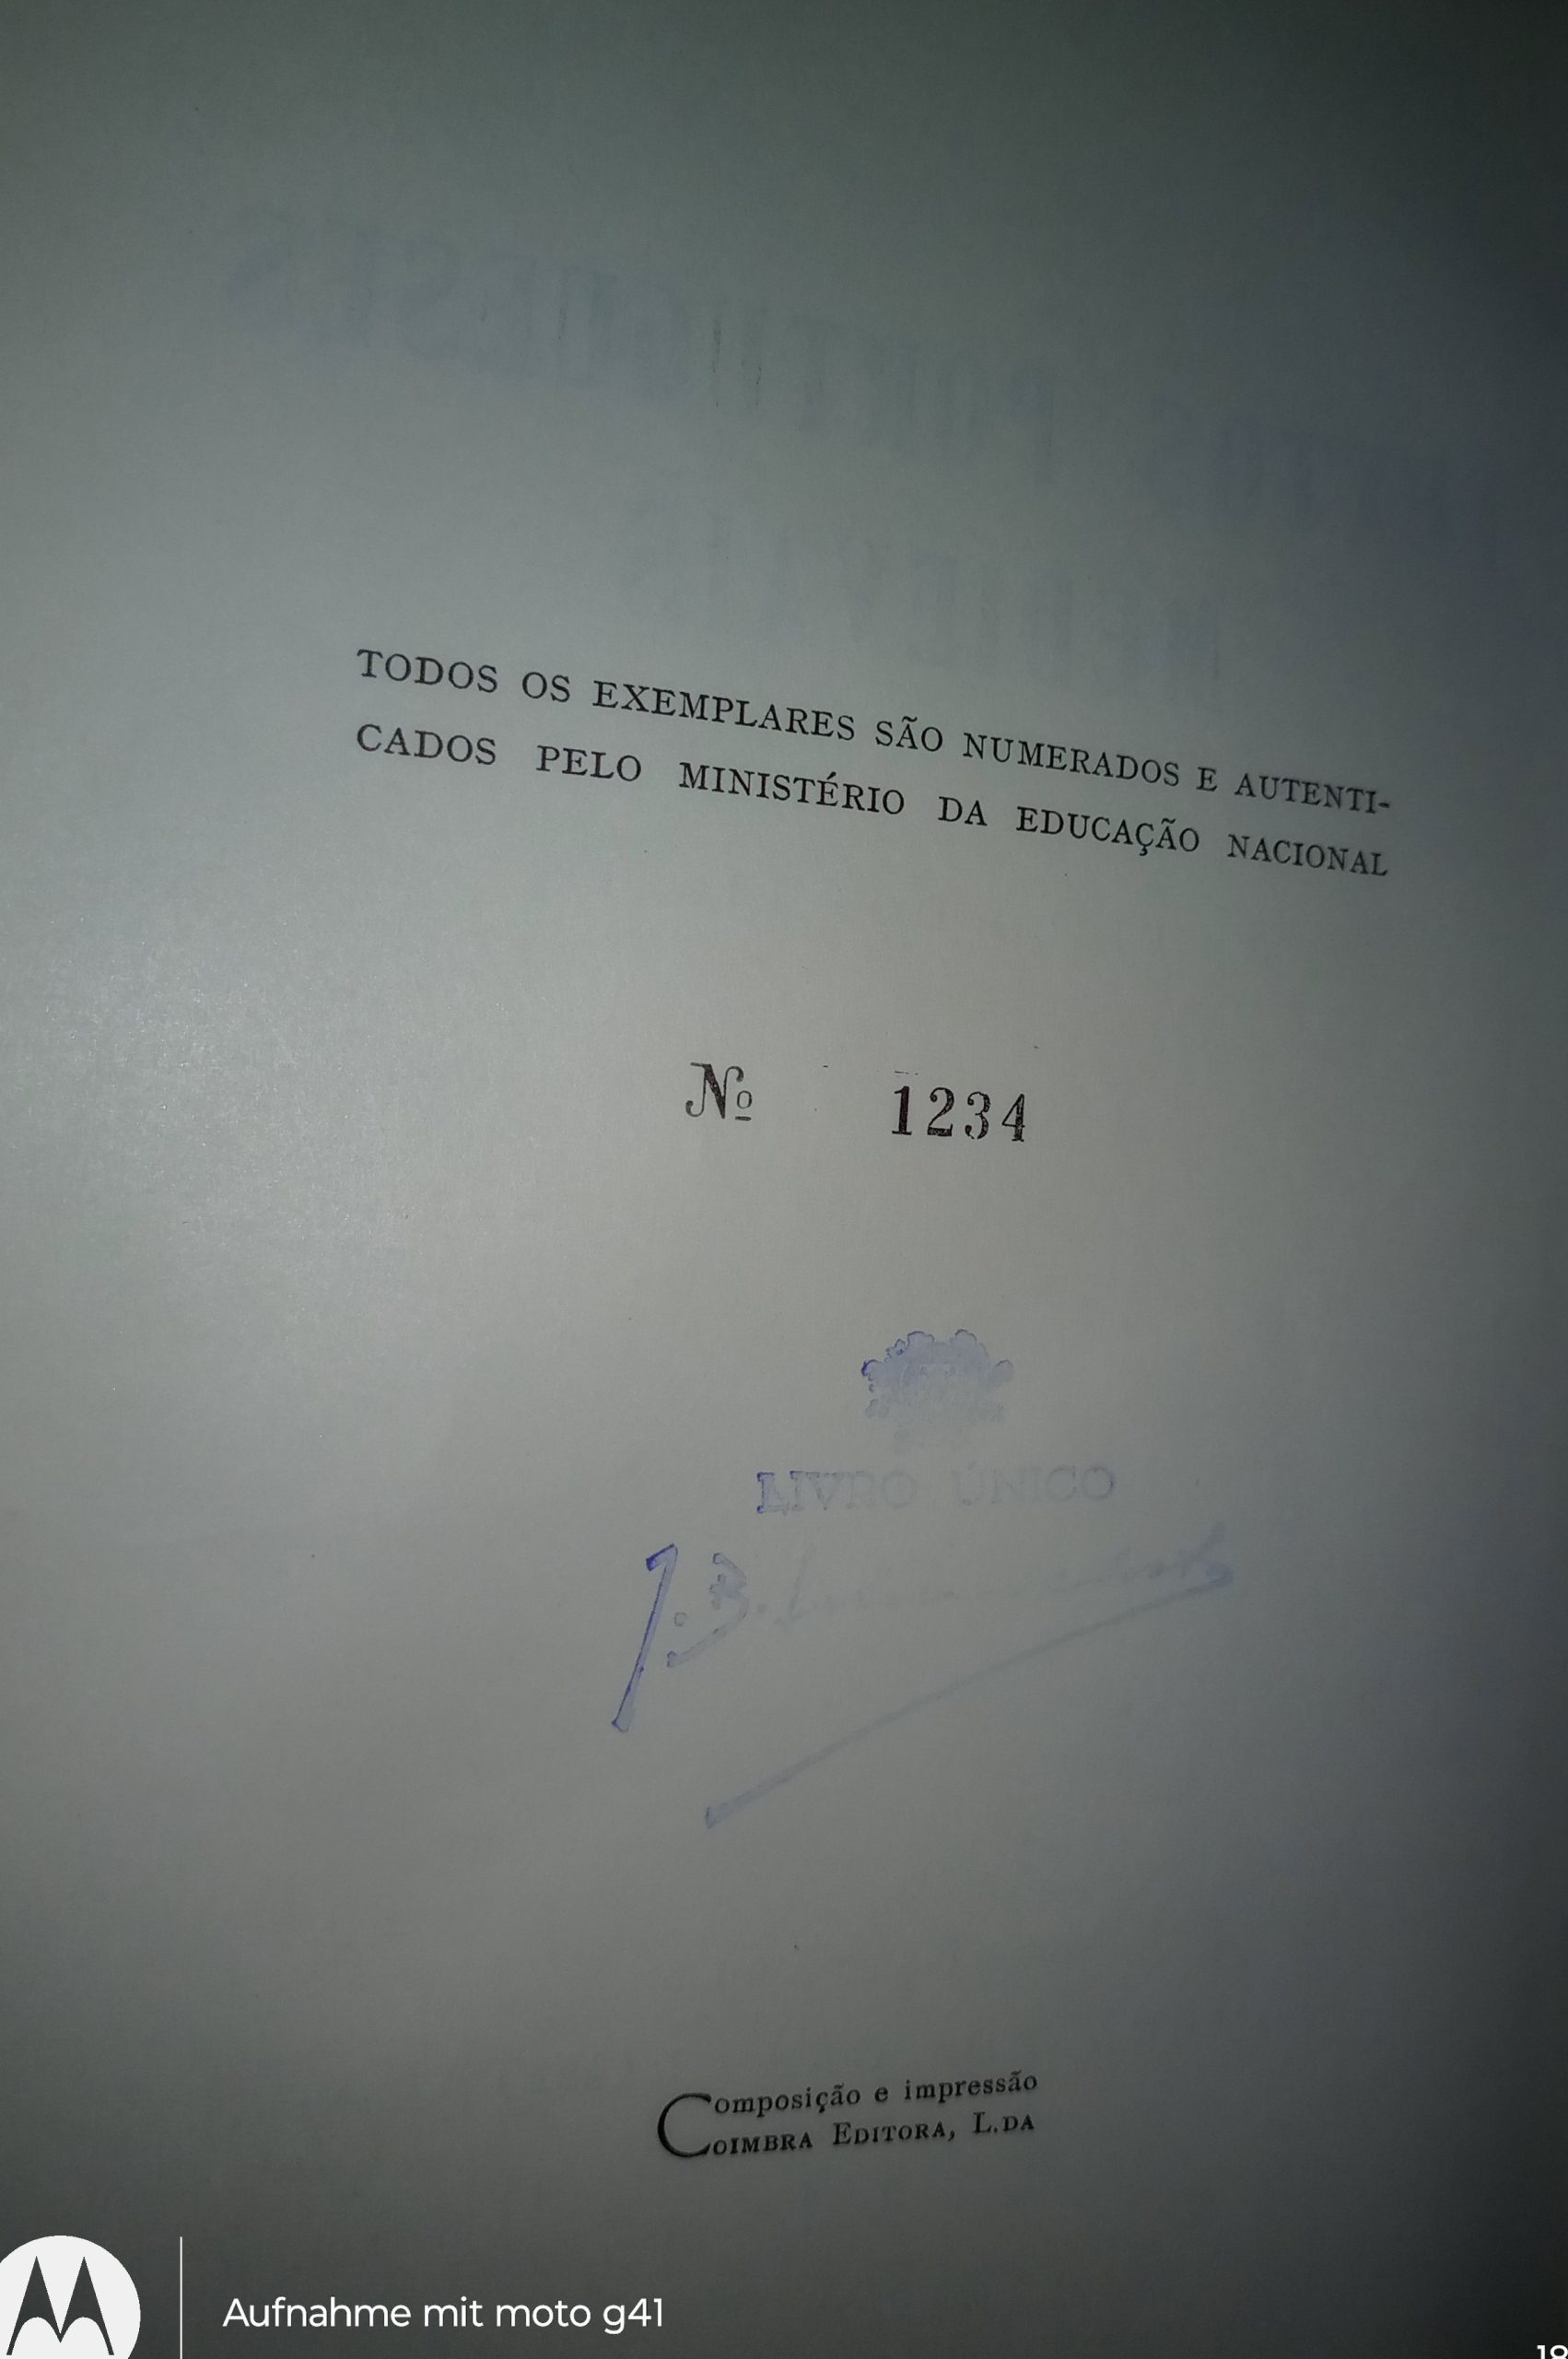 TODOS OS EXEMPLARES SÃO NUMERADOS E AUTENTI-
CADOS PELO MINISTÉRIO DA EDUCAÇÃO NACIONAL
Nº 1234
LIVRO ÚNICO
J. B.
Composição e impressão
COIMBRA EDITORA, L.DA
Aufnahme mit moto g41